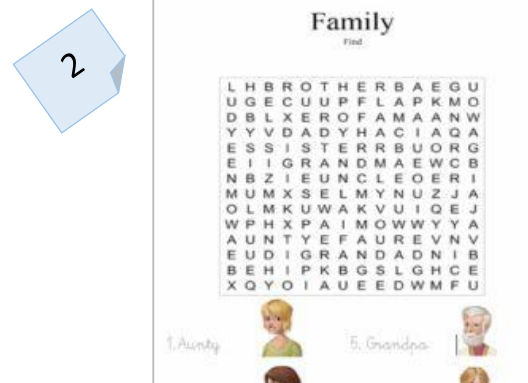 2
Family
Find
L H B R O T H E R B A E G U
U G E C U U P F L A P K M O
D B L X E R O F A M A A N W
Y Y V D A D Y H A C I A Q A
E S S I S T E R R B U O R G
E I I G R A N D M A E W C B
N B Z I E U N C L E O E R I
M U M X S E L M Y N U Z J A
O L M K U W A K V U I Q E J
W P H X P A I M O W W Y Y A
A U N T Y E F A U R E V N V
E U D I G R A N D A D N I B
B E H I P K B G S L G H C E
X Q Y O I A U E E D W M F U
1. Aunty
5. Grandpa